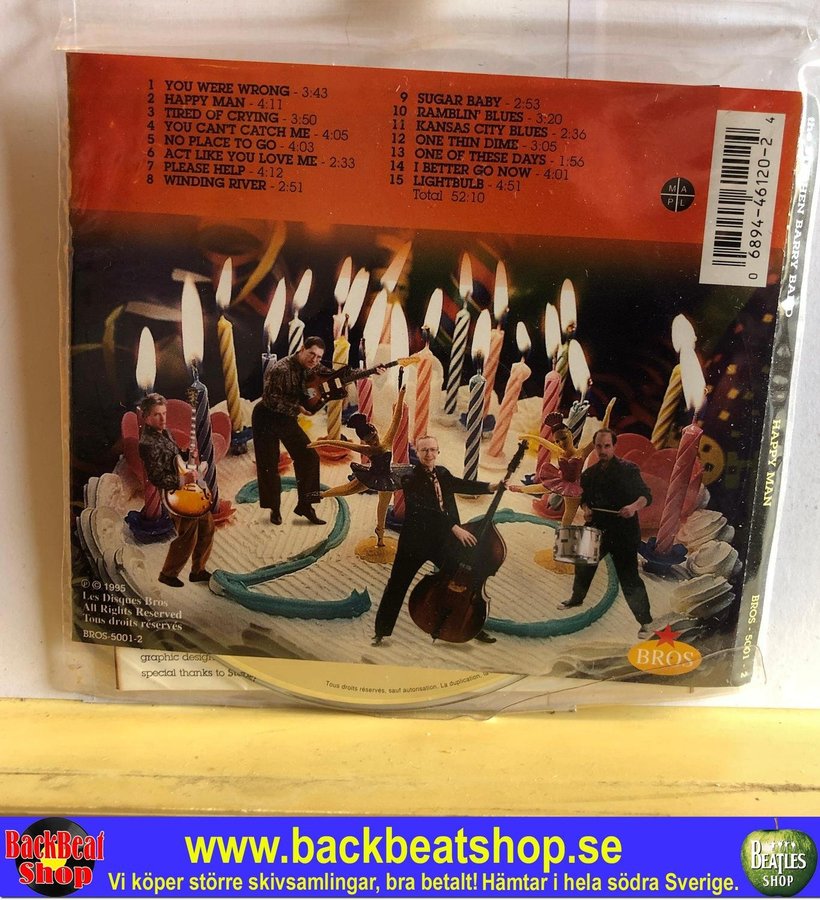 1 YOU WERE WRONG - 3:43
2 HAPPY MAN - 4:11
3 TIRED OF CRYING - 3:50
4 YOU CAN'T CATCH ME - 4:05
5 NO PLACE TO GO - 4:03
6 ACT LIKE YOU LOVE ME - 2:33
7 PLEASE HELP - 4:12
8 WINDING RIVER - 2:51
9 SUGAR BABY - 2:53
10 RAMBLIN' BLUES - 3:20
11 KANSAS CITY BLUES - 2:36
12 ONE THIN DIME - 3:05
13 ONE OF THESE DAYS - 1:56
14 I BETTER GO NOW - 4:01
15 LIGHTBULB - 4:51
Total 52:10
M A
P L
0 6894-46120-2 4
BARRY BAND
HAPPY MAN
BROS - 5001 - 2
℗ © 1995
Les Disques Bros
All Rights Reserved
Tous droits réservés
BROS-5001-2
BROS
graphic design
special thanks to
Tous droits réservés, sauf autorisation. La duplication, la
BackBeat
Shop
www.backbeatshop.se
Vi köper större skivsamlingar, bra betalt! Hämtar i hela södra Sverige.
BEATLES
SHOP